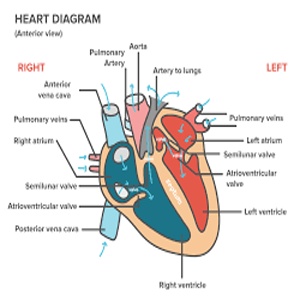 HEART DIAGRAM
(Anterior view)
Aorta
Pulmonary
Artery
RIGHT
Artery to lungs
LEFT
Anterior
vena cava
Pulmonary veins
Pulmonary veins
Right atrium
Left atrium
Semilunar valve
Semilunar valve
Atrioventricular
valve
Atrioventricular valve
Left ventricle
Posterior vena cava
Right ventricle